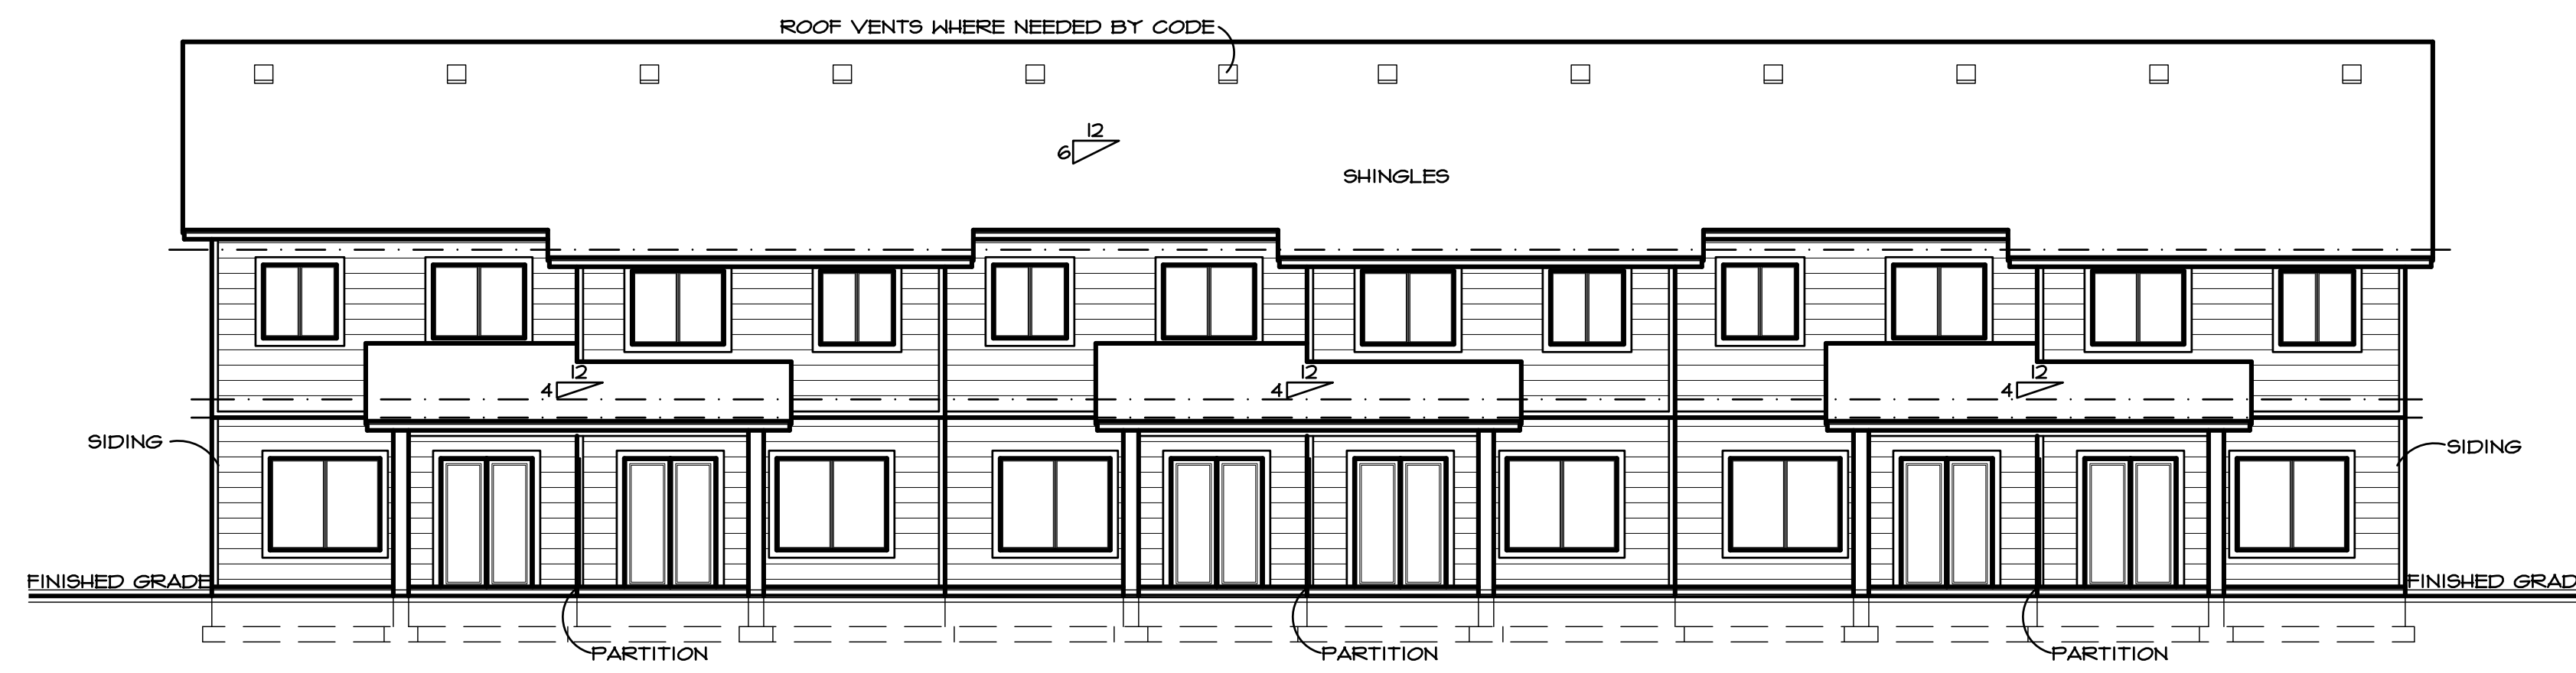 ROOF VENTS WHERE NEEDED BY CODE
12
6
SHINGLES
12
4
12
4
12
4
SIDING
SIDING
FINISHED GRADE
FINISHED GRAD
PARTITION
PARTITION
PARTITION